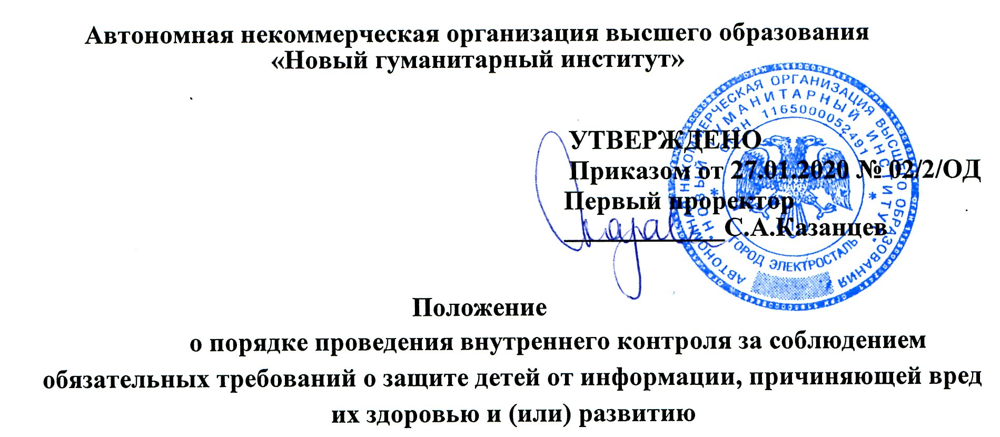 Автономная некоммерческая организация высшего образования
«Новый гуманитарный институт»
УТВЕРЖДЕНО
Приказом от 27.01.2020 № 02/2/ОД
Первый проректор
С.А.Казанцев
АВТОНОМНАЯ НЕКОММЕРЧЕСКАЯ ОРГАНИЗАЦИЯ ВЫСШЕГО ОБРАЗОВАНИЯ
"НОВЫЙ ГУМАНИТАРНЫЙ ИНСТИТУТ"
ОГРН 1165000052491
ГОРОД ЭЛЕКТРОСТАЛЬ
Положение
о порядке проведения внутреннего контроля за соблюдением
обязательных требований о защите детей от информации, причиняющей вред
их здоровью и (или) развитию